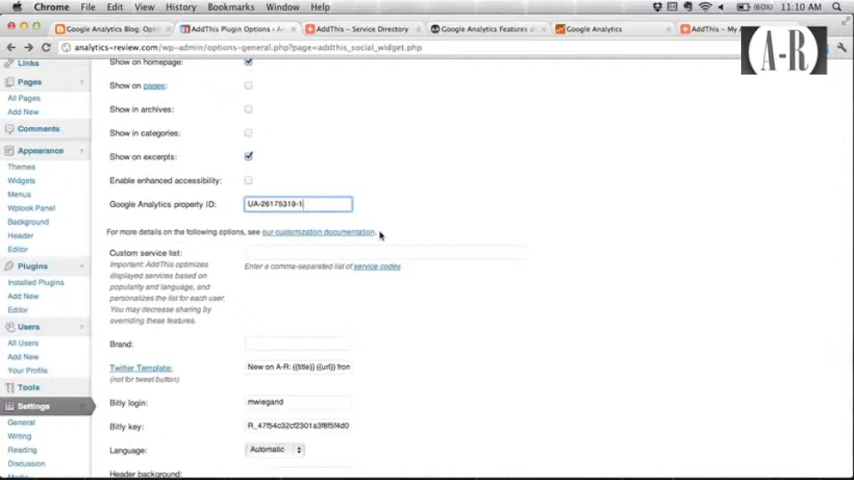 Chrome File Edit View History Bookmarks Window Help (60%) 11:10 AM
Google Analytics Blog: Opti AddThis Plugin Options ‹ A AddThis – Service Directory Google Analytics Features a Google Analytics AddThis – My A
analytics-review.com/wp-admin/options-general.php?page=addthis_social_widget.php
A-R
Links
Pages
All Pages
Add New
Comments
Appearance
Themes
Widgets
Menus
Wplook Panel
Background
Header
Editor
Plugins
Installed Plugins
Add New
Editor
Users
All Users
Add New
Your Profile
Tools
Settings
General
Writing
Reading
Discussion
Show on homepage:
Show on pages:
Show in archives:
Show in categories:
Show on excerpts:
Enable enhanced accessibility:
Google Analytics property ID: UA-26175319-1
For more details on the following options, see our customization documentation.
Custom service list:
Important: AddThis optimizes
displayed services based on
popularity and language, and
personalizes the list for each user.
You may decrease sharing by
overriding these features.
Enter a comma-separated list of service codes
Brand:
Twitter Template: New on A-R: {{title}} {{url}} fron
(not for tweet button)
Bitly login: mwiegand
Bitly key:
Language: Automatic
Header background: